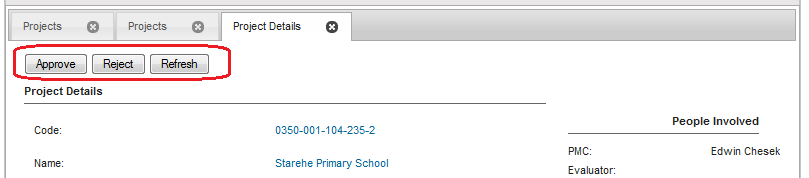 Projects Projects Project Details
Approve Reject Refresh
Project Details
People Involved
Code: 0350-001-104-235-2
PMC: Edwin Chesek
Name: Starehe Primary School
Evaluator: